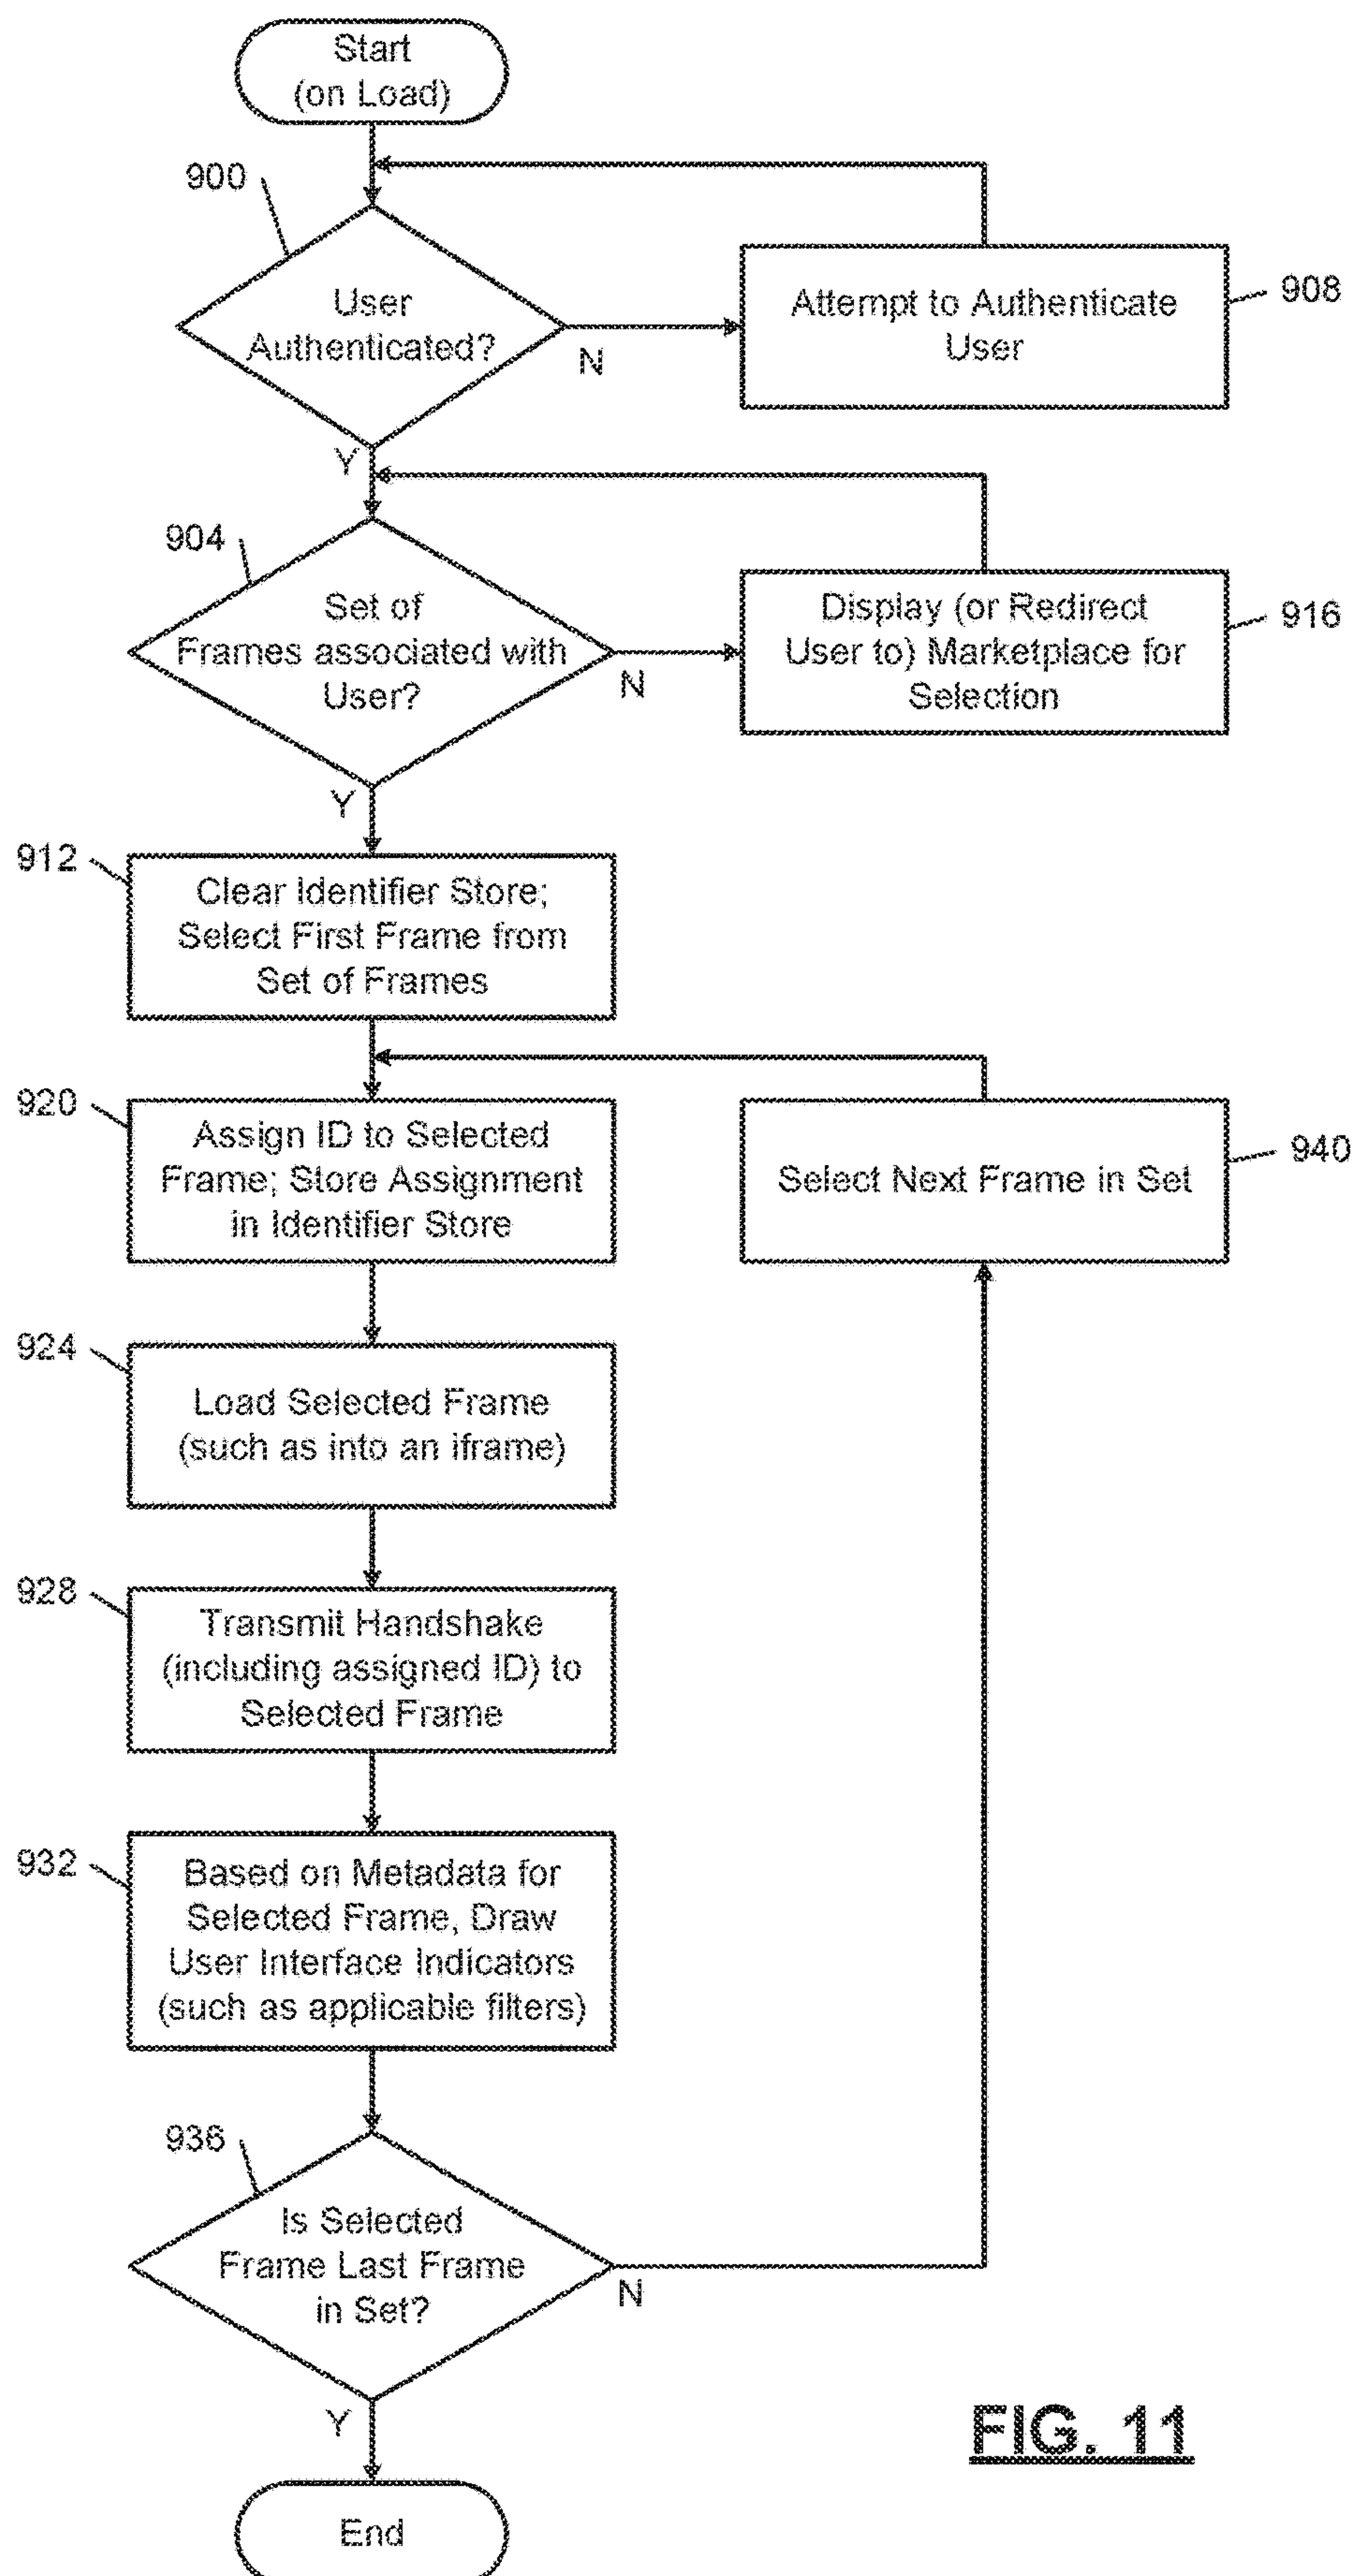 Start
(on Load)
900
User
Authenticated?
N
Attempt to Authenticate
User
908
Y
904
Set of
Frames associated with
User?
N
Display (or Redirect
User to) Marketplace for
Selection
916
Y
912
Clear Identifier Store;
Select First Frame from
Set of Frames
920
Assign ID to Selected
Frame; Store Assignment
in Identifier Store
Select Next Frame in Set
940
924
Load Selected Frame
(such as into an iframe)
928
Transmit Handshake
(including assigned ID) to
Selected Frame
932
Based on Metadata for
Selected Frame, Draw
User Interface Indicators
(such as applicable filters)
936
Is Selected
Frame Last Frame
in Set?
N
Y
End
FIG. 11